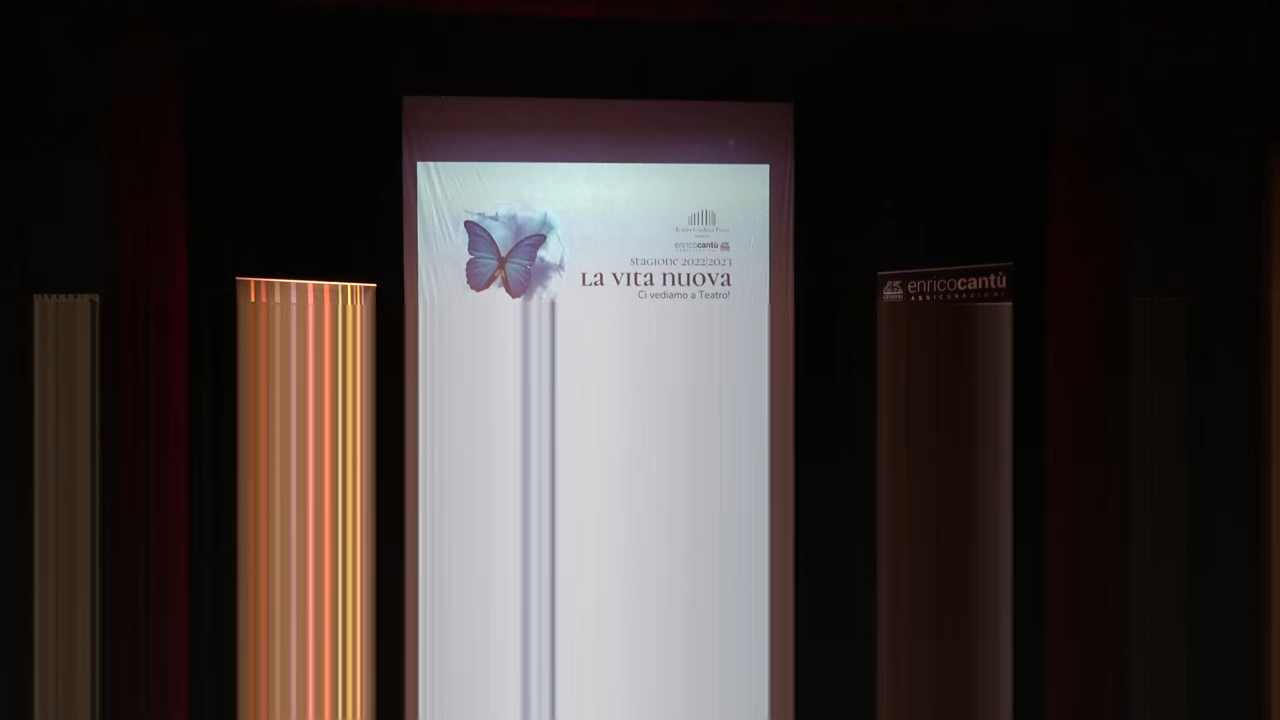 enricocantù
STAGIONE 2022|2023
LA VITA NUOVA
Ci vediamo a Teatro!
enricocantù
ASSICURAZIONI